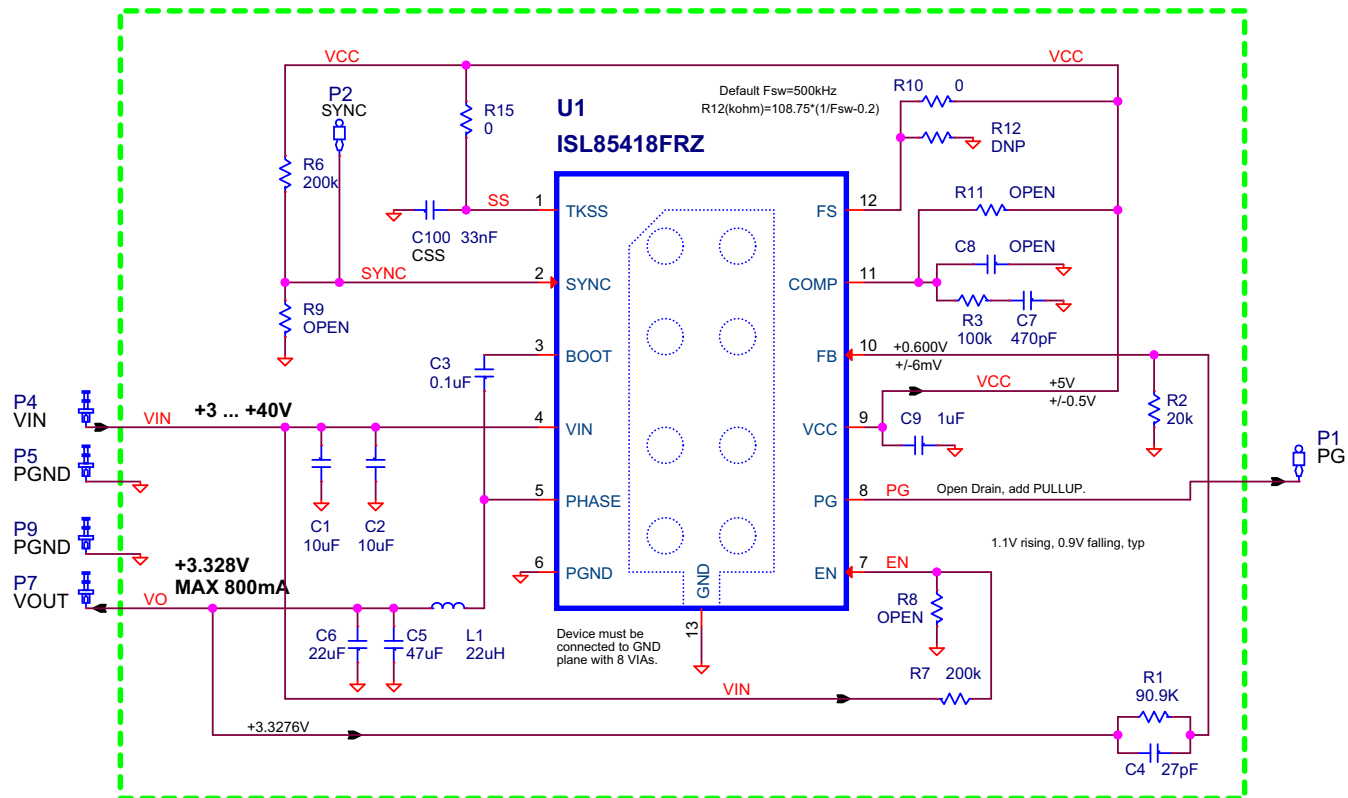 VCC
VCC
P2
SYNC
R15
0
U1
ISL85418FRZ
Default Fsw=500kHz
R12(kohm)=108.75*(1/Fsw-0.2)
R10 0
R12
DNP
R6
200k
SS
1
TKSS
FS
12
R11 OPEN
C100 33nF
CSS
C8 OPEN
SYNC
2
SYNC
COMP
11
R9
OPEN
R3
100k
C7
470pF
3
BOOT
FB
10
+0.600V
+/-6mV
C3
0.1uF
VCC
+5V
+/-0.5V
R2
20k
P4
VIN
VIN
+3 ... +40V
4
VIN
VCC
9
C9 1uF
P1
PG
P5
PGND
5
PHASE
PG
8
PG
Open Drain, add PULLUP.
C1
10uF
C2
10uF
P9
PGND
1.1V rising, 0.9V falling, typ
+3.328V
MAX 800mA
6
PGND
GND
EN
7
EN
P7
VOUT
VO
R8
OPEN
C6
22uF
C5
47uF
L1
22uH
Device must be
connected to GND
plane with 8 VIAs.
13
R7 200k
VIN
R1
90.9K
+3.3276V
C4 27pF